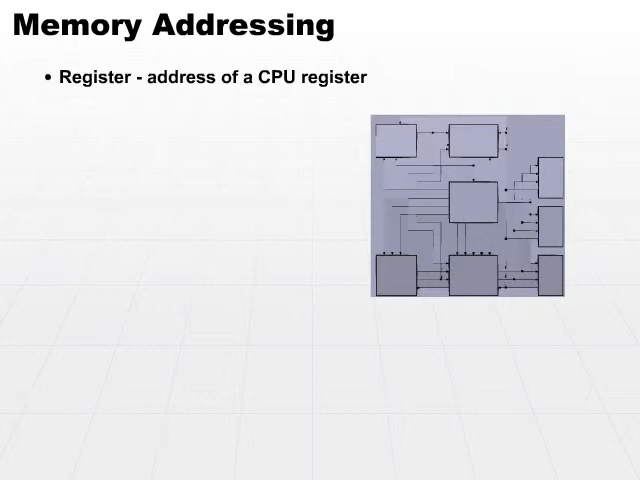 Memory Addressing
• Register - address of a CPU register